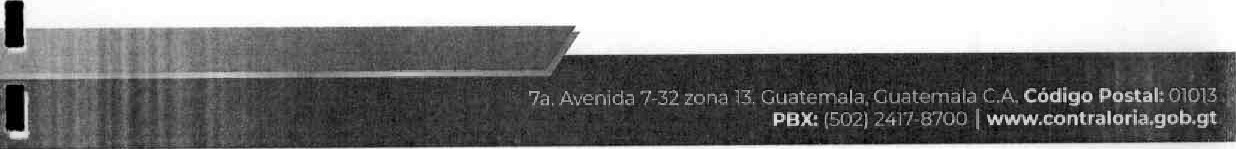 7a. Avenida 7-32 zona 13. Guatemala, Guatemala C.A. Código Postal: 01013
PBX: (502) 2417-8700 | www.contraloria.gob.gt